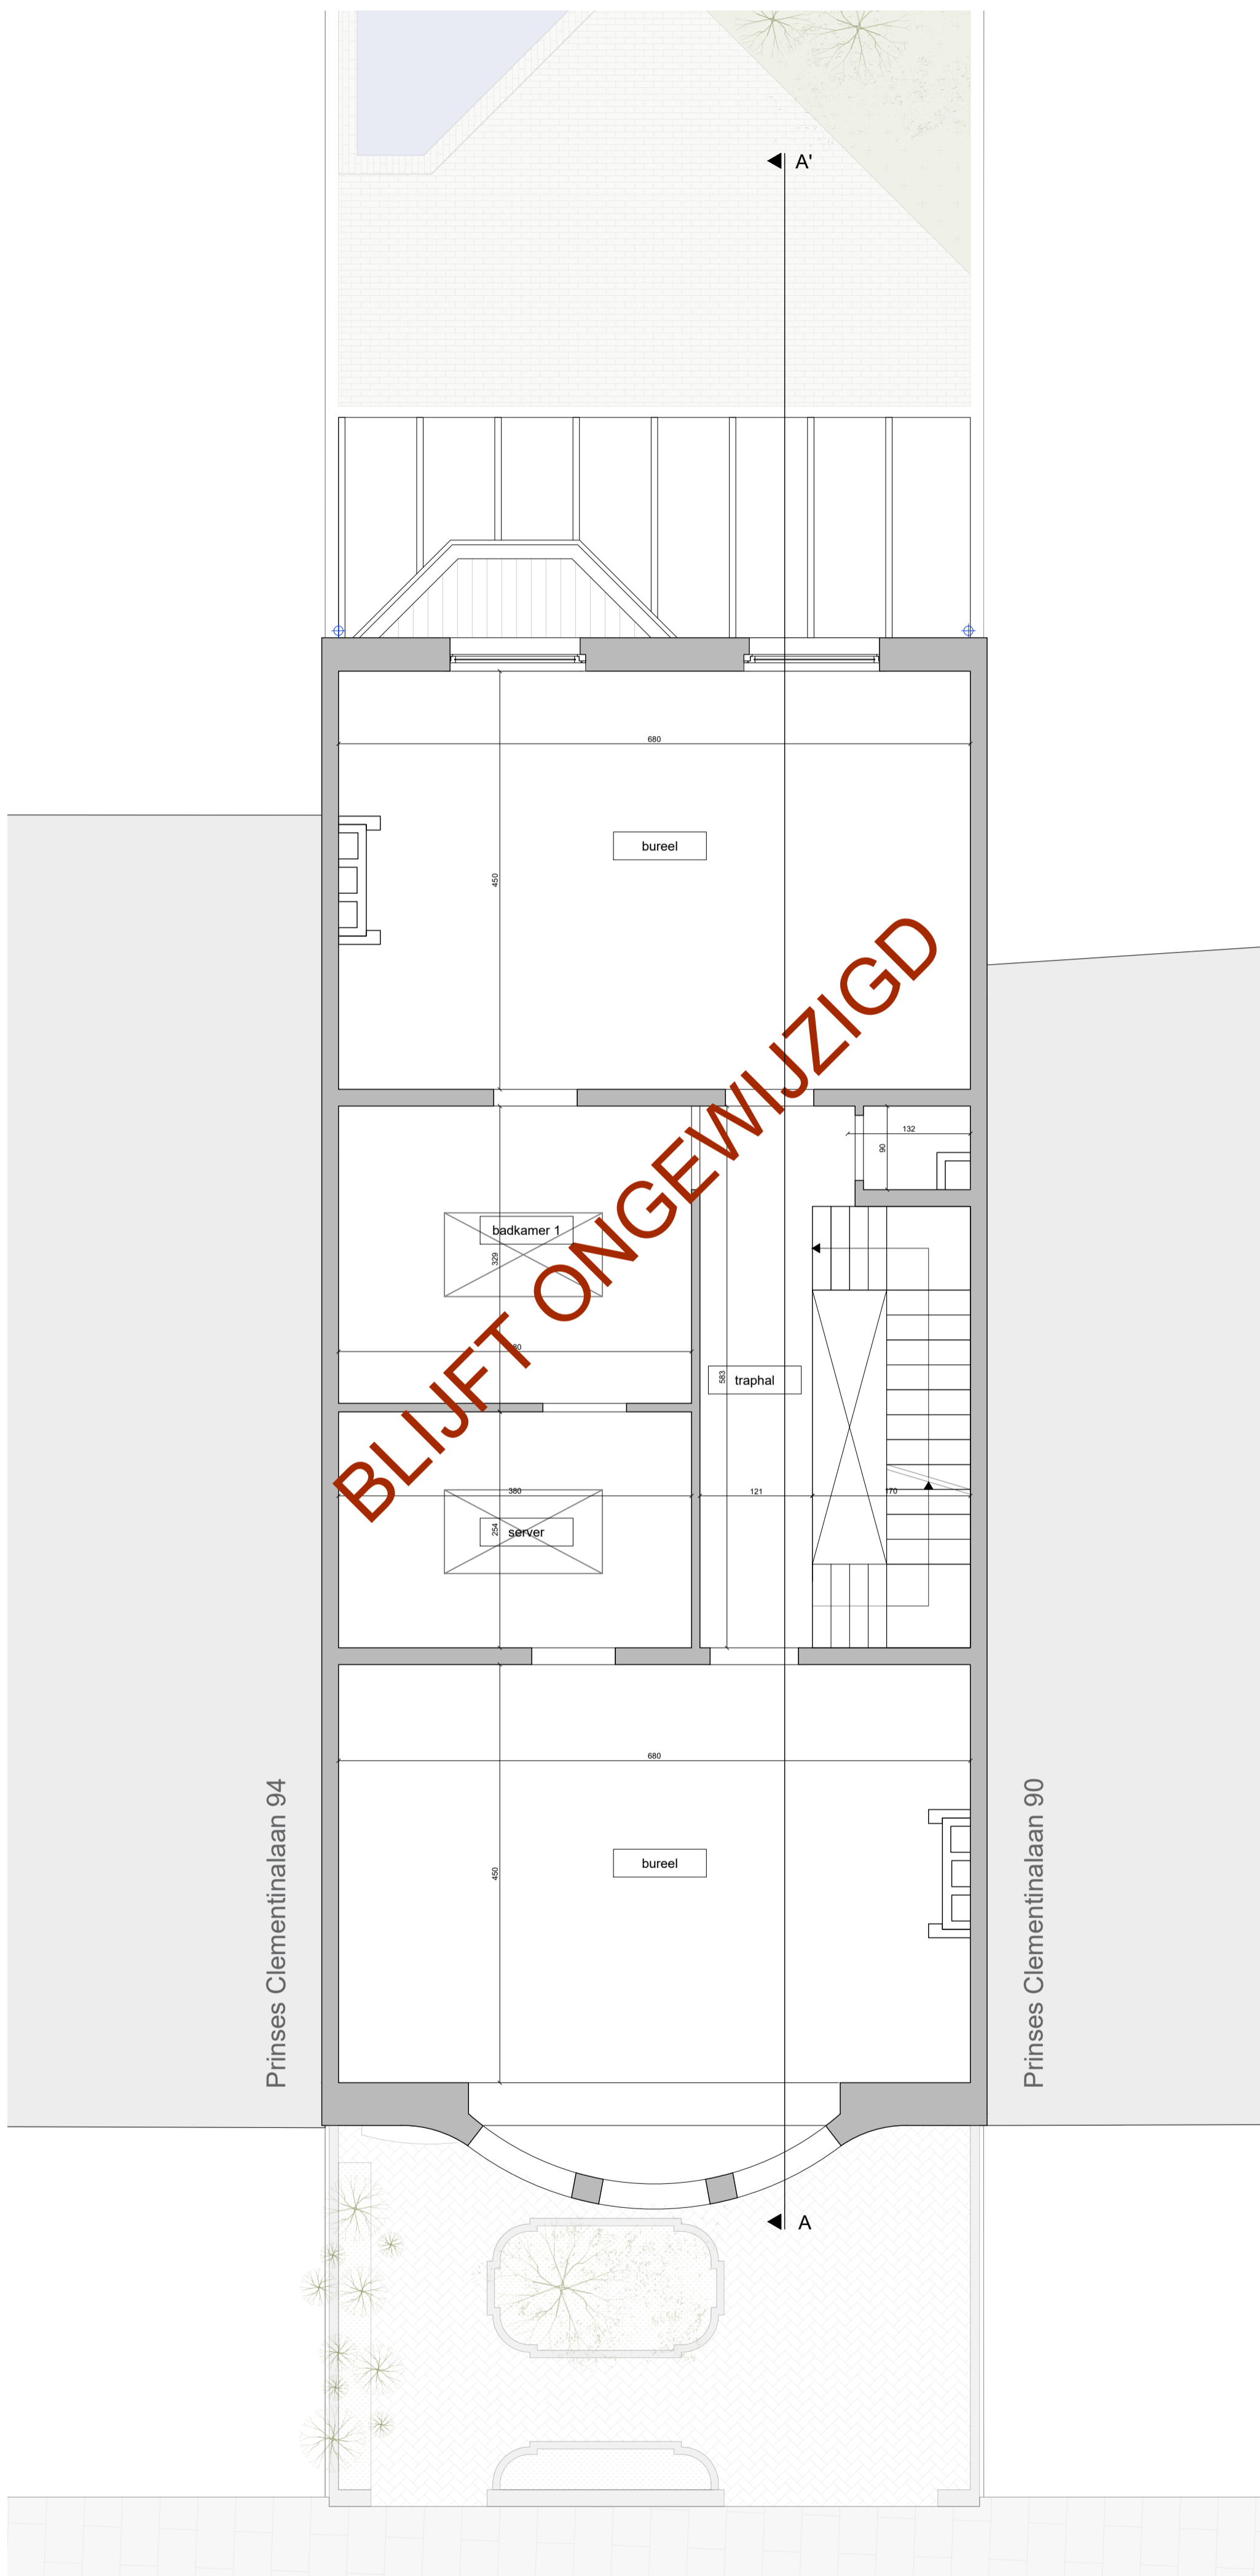 A'
680
bureel
450
132
90
badkamer 1
329
583
traphal
380
121
170
server
254
680
bureel
450
BLIJFT ONGEWIJZIGD
Prinses Clementinalaan 94
Prinses Clementinalaan 90
A